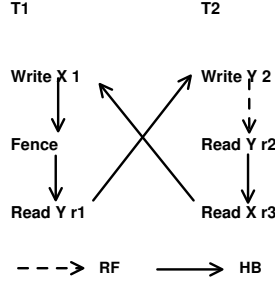 T1 T2
Write X 1 Write Y 2
Fence Read Y r2
Read Y r1 Read X r3
RF HB